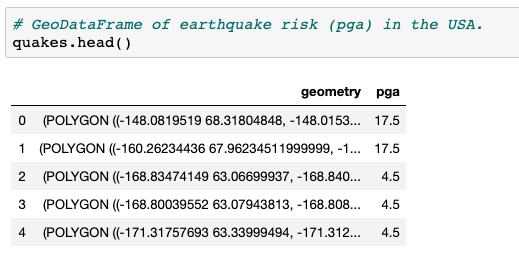 # GeoDataFrame of earthquake risk (pga) in the USA.
quakes.head()
geometry pga
0 (POLYGON ((-148.0819519 68.31804848, -148.0153... 17.5
1 (POLYGON ((-160.26234436 67.96234511999999, -1... 17.5
2 (POLYGON ((-168.83474149 63.06699937, -168.840... 4.5
3 (POLYGON ((-168.80039552 63.07943813, -168.808... 4.5
4 (POLYGON ((-171.31757693 63.33999494, -171.312... 4.5